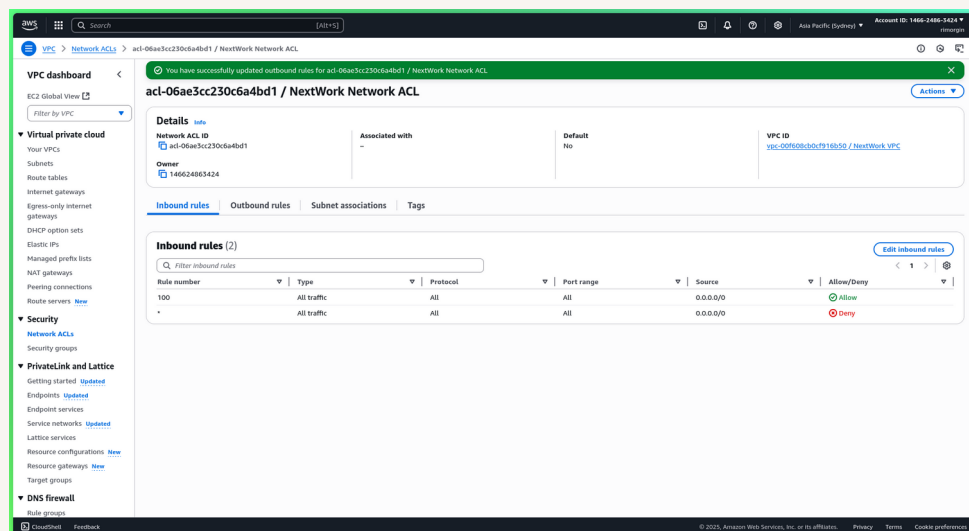 aws
Search [Alt+S]
Asia Pacific (Sydney)
Account ID: 1466-2486-3424
rimorgin
VPC > Network ACLs > acl-06ae3cc230c6a4bd1 / NextWork Network ACL
VPC dashboard
EC2 Global View
Filter by VPC
Virtual private cloud
Your VPCs
Subnets
Route tables
Internet gateways
Egress-only internet
gateways
DHCP option sets
Elastic IPs
Managed prefix lists
NAT gateways
Peering connections
Route servers New
Security
Network ACLs
Security groups
PrivateLink and Lattice
Getting started Updated
Endpoints Updated
Endpoint services
Service networks Updated
Lattice services
Resource configurations New
Resource gateways New
Target groups
DNS firewall
Rule groups
You have successfully updated outbound rules for acl-06ae3cc230c6a4bd1 / NextWork Network ACL
acl-06ae3cc230c6a4bd1 / NextWork Network ACL
Actions
Details Info
Network ACL ID
acl-06ae3cc230c6a4bd1
Associated with
–
Default
No
VPC ID
vpc-00f608cb0cf916b50 / NextWork VPC
Owner
146624863424
Inbound rules Outbound rules Subnet associations Tags
Inbound rules (2)
Edit inbound rules
Filter inbound rules
1
Rule number Type Protocol Port range Source Allow/Deny
100 All traffic All All 0.0.0.0/0 Allow
* All traffic All All 0.0.0.0/0 Deny
CloudShell Feedback
© 2025, Amazon Web Services, Inc. or its affiliates. Privacy Terms Cookie preferences